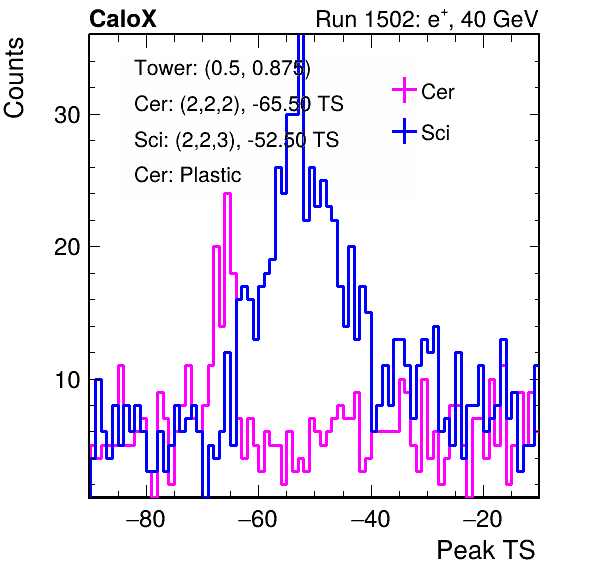 CaloX
Run 1502: e⁺, 40 GeV
Counts
Tower: (0.5, 0.875)
Cer: (2,2,2), -65.50 TS
Sci: (2,2,3), -52.50 TS
Cer: Plastic
Cer
Sci
30
20
10
−80
−60
−40
−20
Peak TS